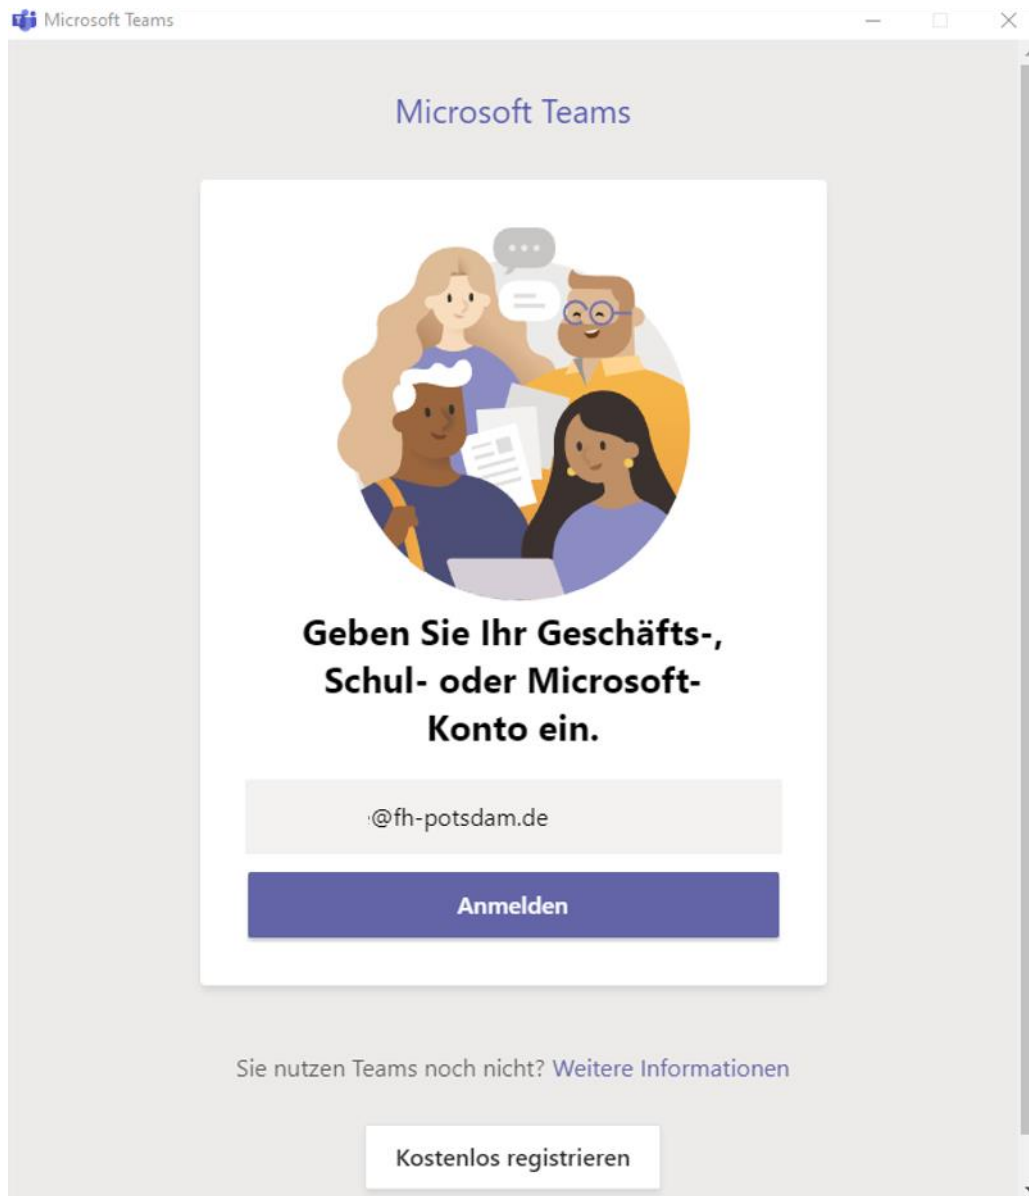 Microsoft Teams
Microsoft Teams
Geben Sie Ihr Geschäfts-,
Schul- oder Microsoft-
Konto ein.
@fh-potsdam.de
Anmelden
Sie nutzen Teams noch nicht? Weitere Informationen
Kostenlos registrieren